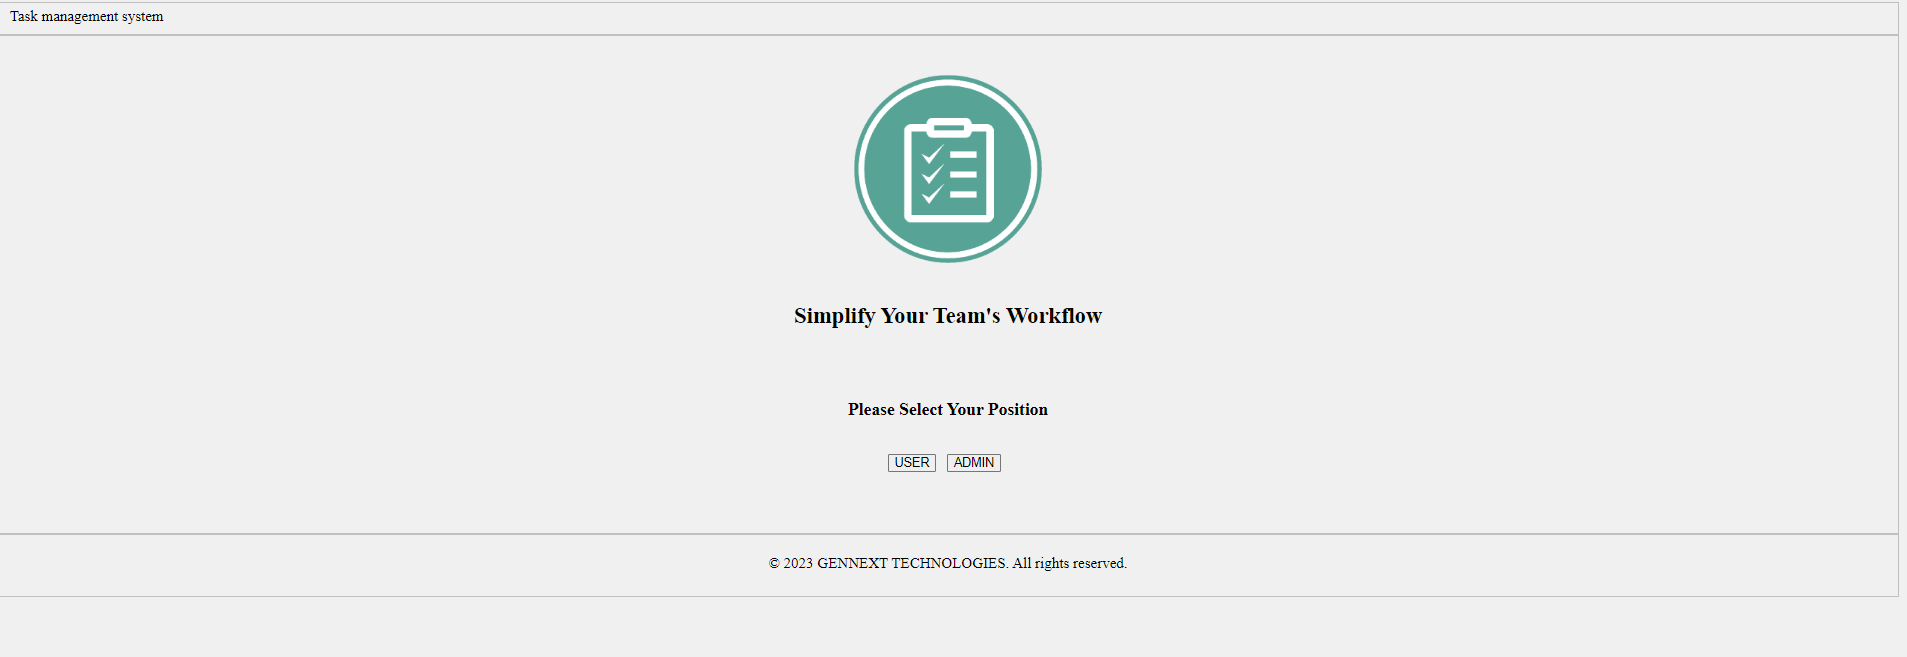 Task management system
Simplify Your Team's Workflow
Please Select Your Position
USER ADMIN
© 2023 GENNEXT TECHNOLOGIES. All rights reserved.